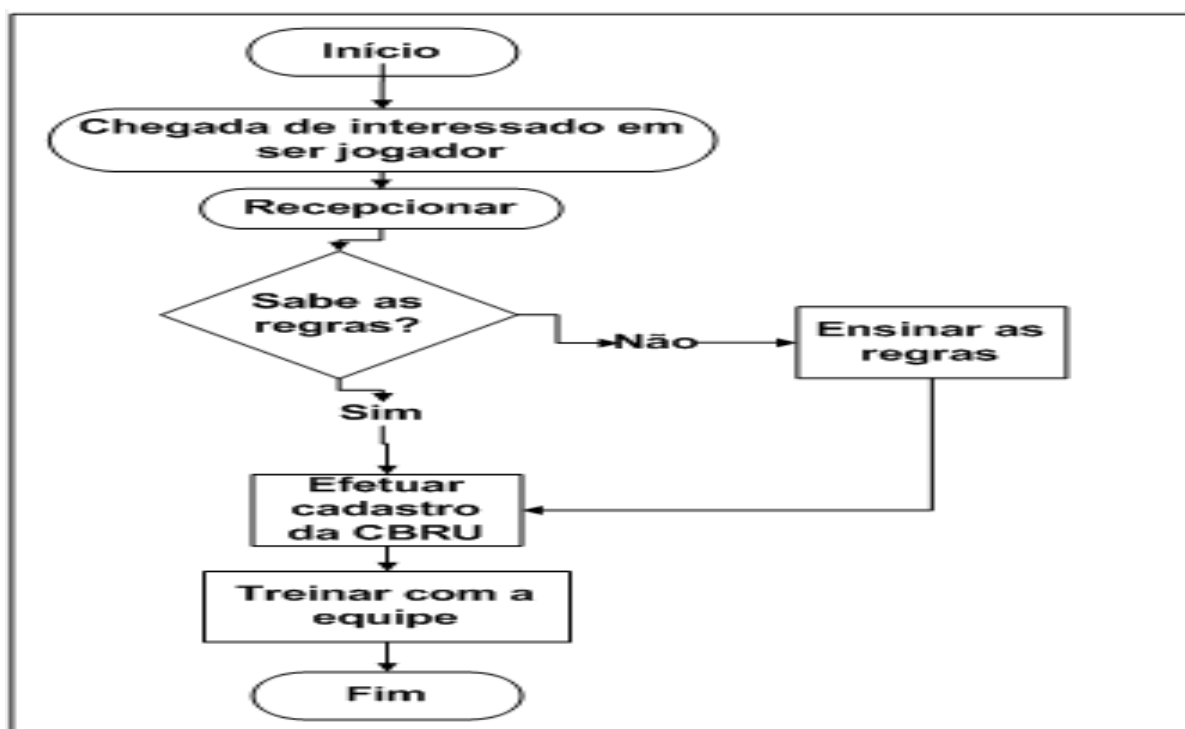 Início
Chegada de interessado em
ser jogador
Recepcionar
Sabe as
regras?
Não
Ensinar as
regras
Sim
Efetuar
cadastro
da CBRU
Treinar com a
equipe
Fim